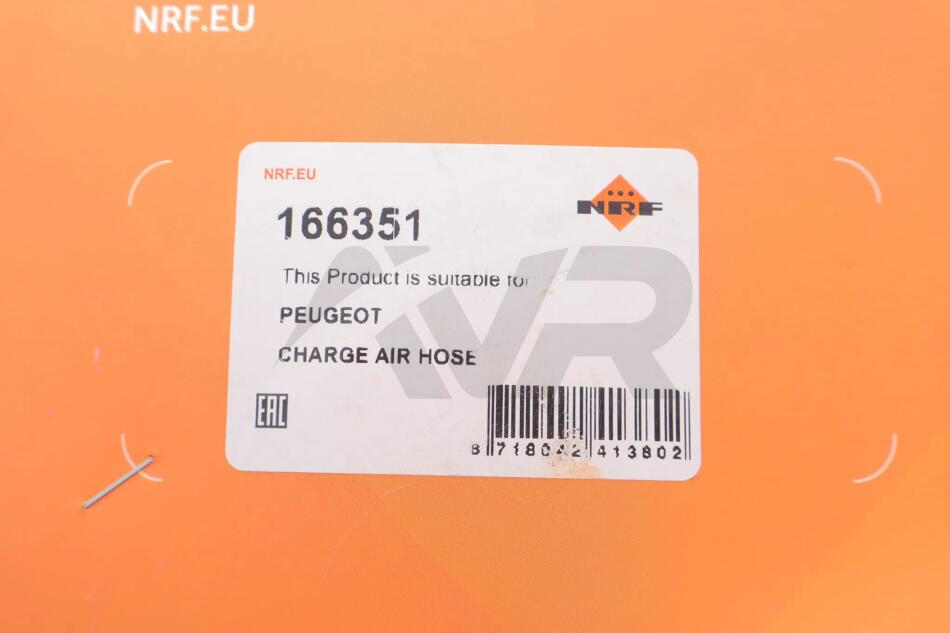 NRF.EU
NRF.EU
NRF
166351
This Product is suitable for
PEUGEOT
CHARGE AIR HOSE
EAC
8 718042 413802
IVR